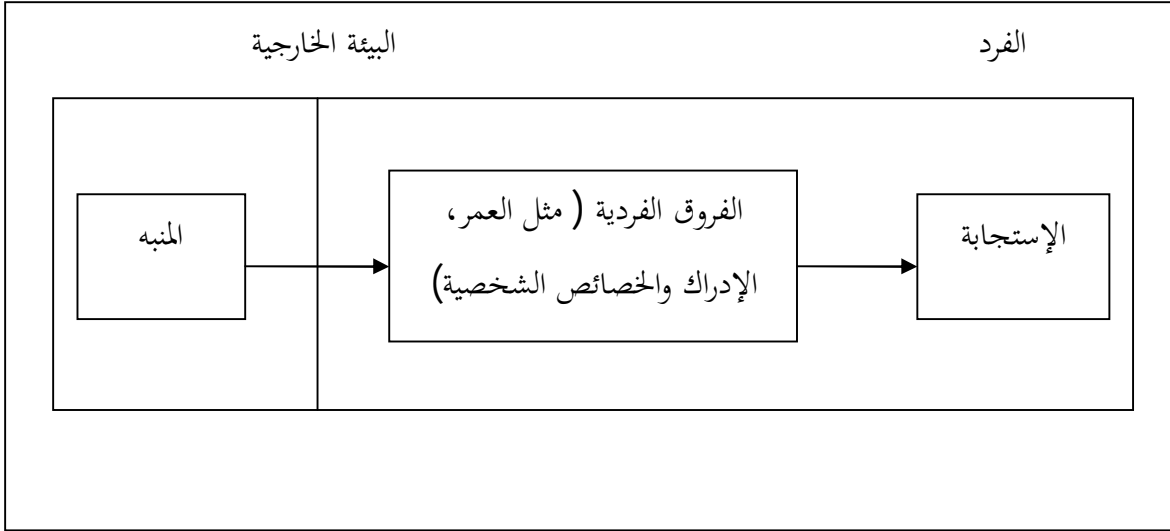 الفرد
البيئة الخارجية
الإستجابة
الفروق الفردية ( مثل العمر،
الإدراك والخصائص الشخصية)
المنبه